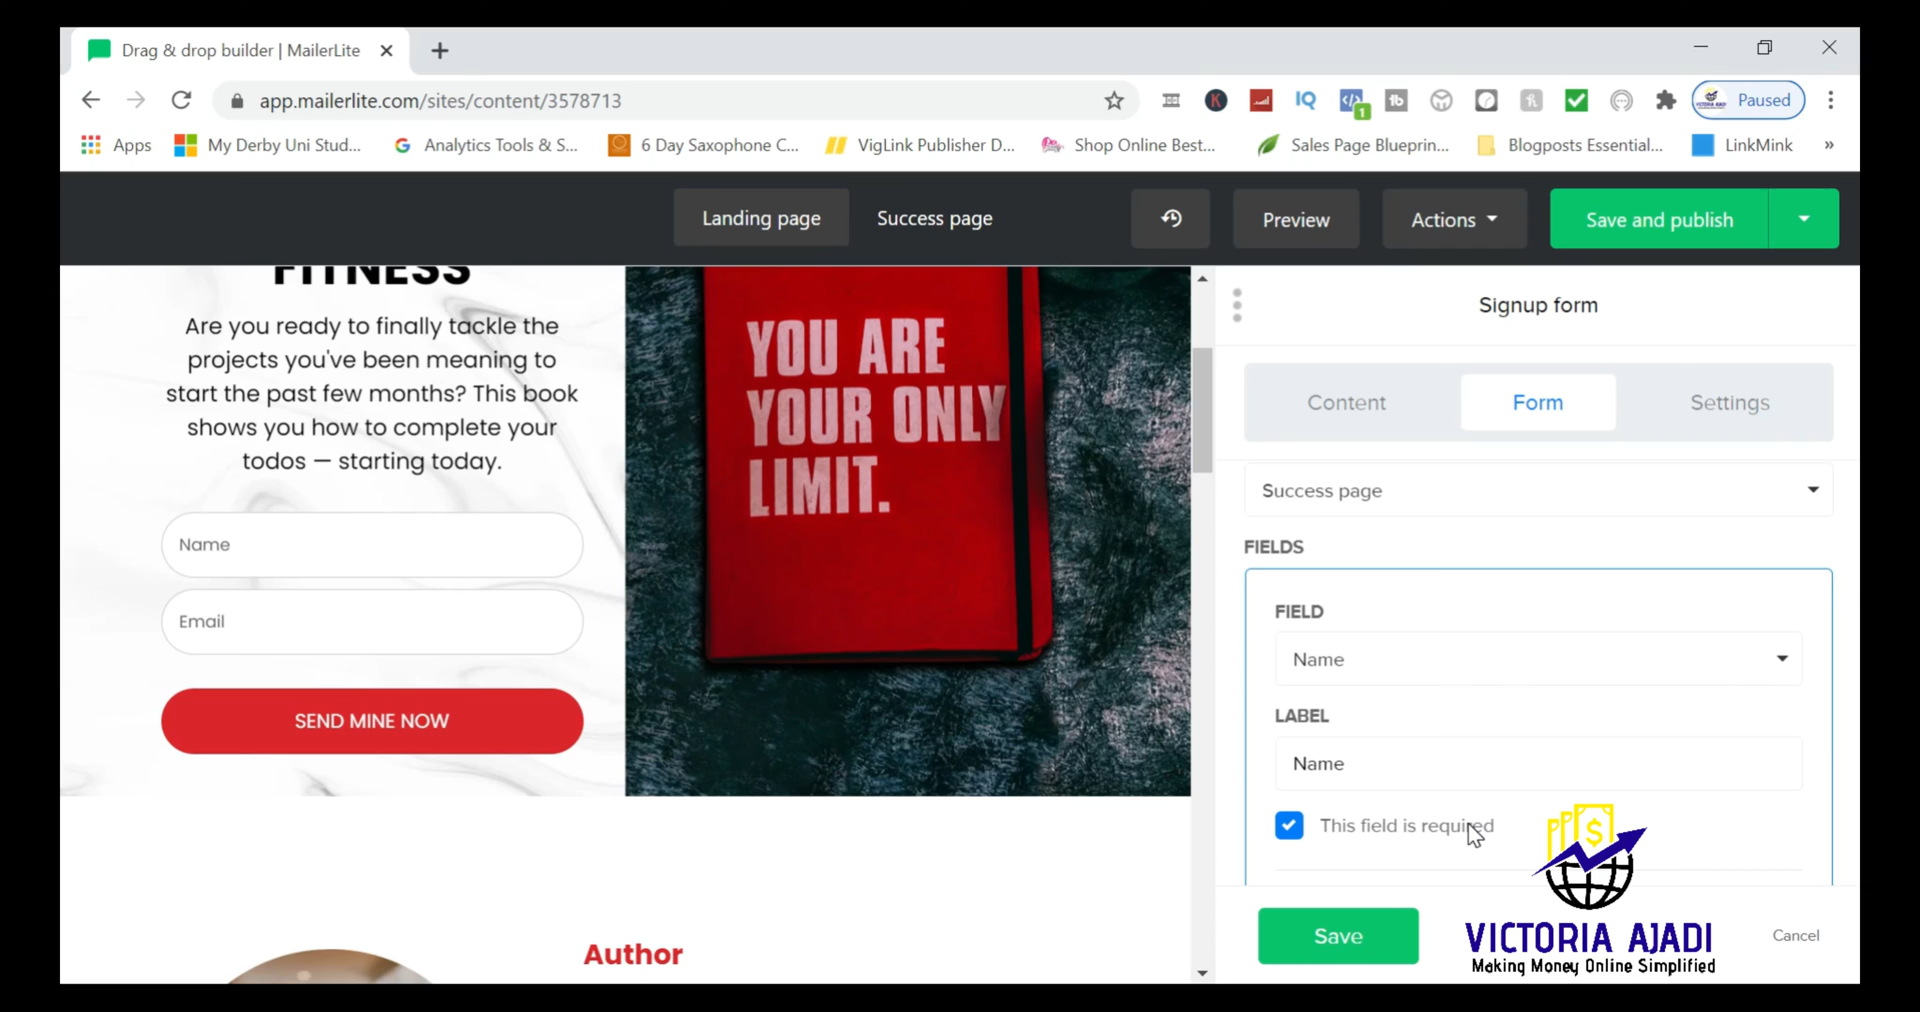 Drag & drop builder | MailerLite
app.mailerlite.com/sites/content/3578713
K
IQ
1
tb
Paused
Apps
My Derby Uni Stud...
Analytics Tools & S...
6 Day Saxophone C...
VigLink Publisher D...
Shop Online Best...
Sales Page Blueprin...
Blogposts Essential...
LinkMink
»
Landing page
Success page
Preview
Actions
Save and publish
FITNESS
Are you ready to finally tackle the
projects you've been meaning to
start the past few months? This book
shows you how to complete your
todos — starting today.
Name
Email
SEND MINE NOW
YOU ARE
YOUR ONLY
LIMIT.
Author
Signup form
Content
Form
Settings
Success page
FIELDS
FIELD
Name
LABEL
Name
This field is required
Save
Cancel
$
VICTORIA AJADI
Making Money Online Simplified